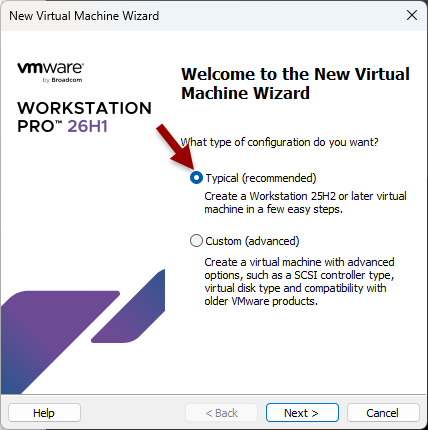 New Virtual Machine Wizard
vmware®
by Broadcom
WORKSTATION
PRO™ 26H1
Welcome to the New Virtual
Machine Wizard
What type of configuration do you want?
Typical (recommended)
Create a Workstation 25H2 or later virtual
machine in a few easy steps.
Custom (advanced)
Create a virtual machine with advanced
options, such as a SCSI controller type,
virtual disk type and compatibility with
older VMware products.
Help
< Back
Next >
Cancel